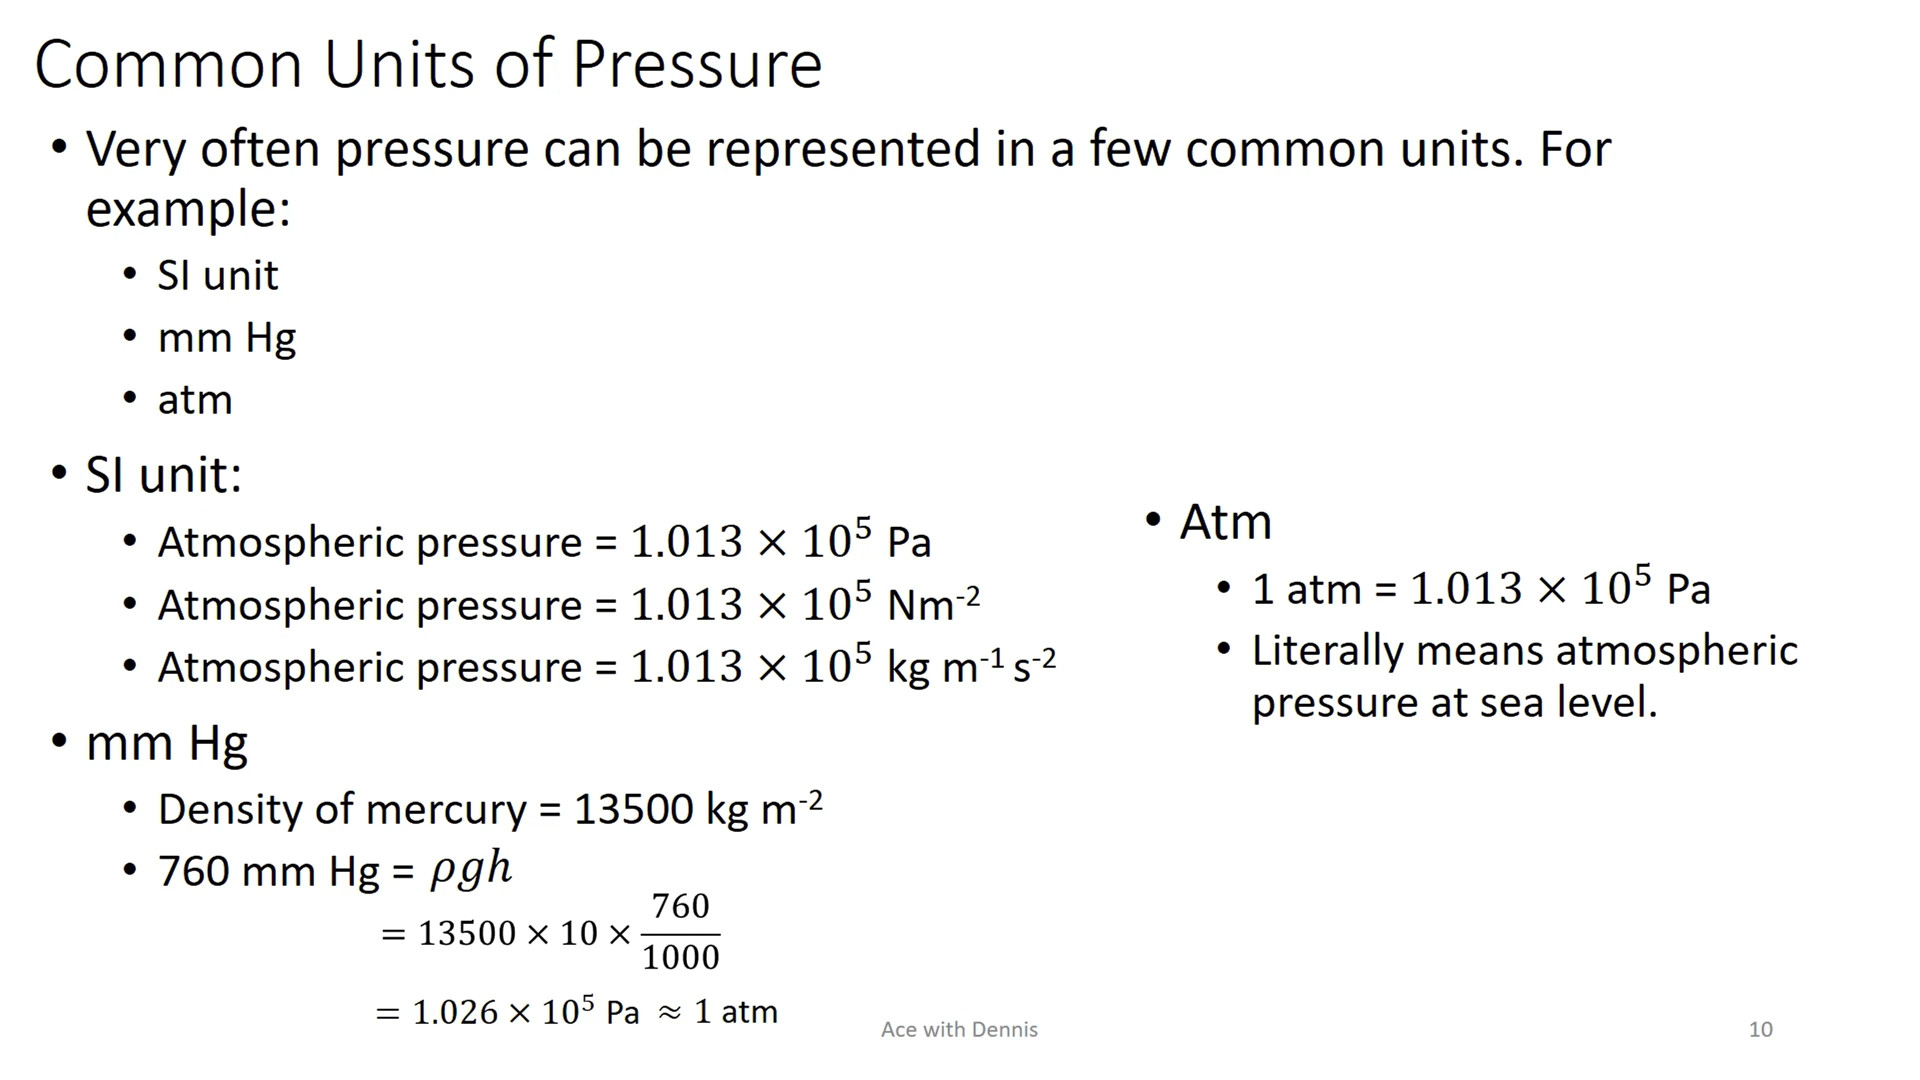 Common Units of Pressure
• Very often pressure can be represented in a few common units. For
example:
• SI unit
• mm Hg
• atm
• SI unit:
• Atmospheric pressure = 1.013 × 10⁵ Pa
• Atmospheric pressure = 1.013 × 10⁵ Nm⁻²
• Atmospheric pressure = 1.013 × 10⁵ kg m⁻¹ s⁻²
• mm Hg
• Density of mercury = 13500 kg m⁻²
• 760 mm Hg = ρgh
= 13500 × 10 × 760/1000
= 1.026 × 10⁵ Pa ≈ 1 atm
• Atm
• 1 atm = 1.013 × 10⁵ Pa
• Literally means atmospheric
pressure at sea level.
Ace with Dennis
10